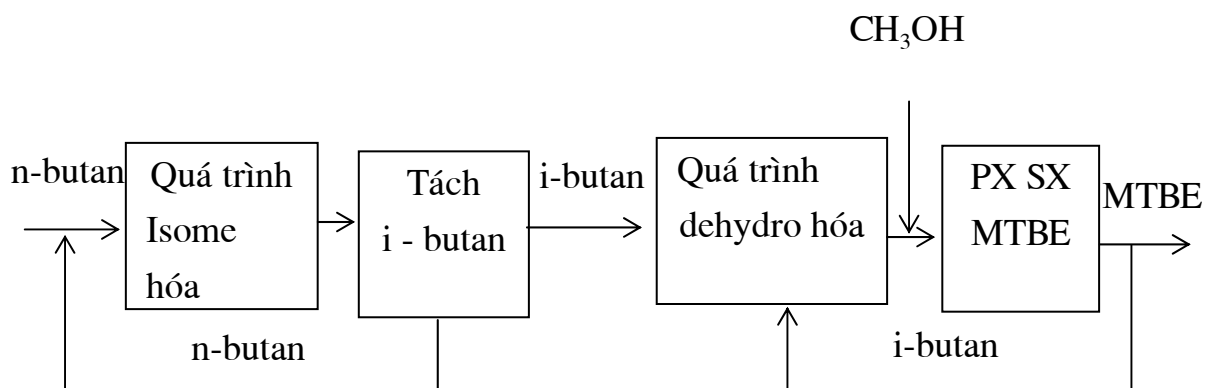 CH₃OH
n-butan
Quá trình
Isome
hóa
Tách
i - butan
i-butan
Quá trình
dehydro hóa
PX SX
MTBE
MTBE
n-butan
i-butan